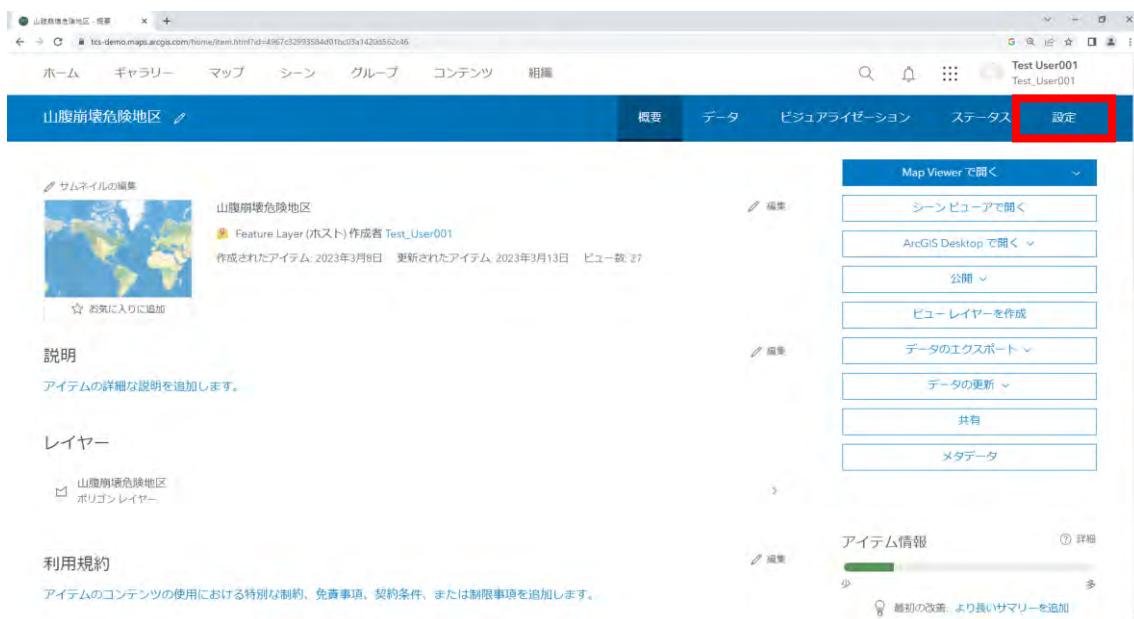 山腹崩壊危険地区 - 概要
tcs-demo.maps.arcgis.com/home/item.html?id=4967c32993584d01bc03a1420d5562c46
ホーム ギャラリー マップ シーン グループ コンテンツ 組織
Test User001
Test_User001
山腹崩壊危険地区
概要 データ ビジュアライゼーション ステータス 設定
サムネイルの編集
お気に入りに追加
山腹崩壊危険地区
編集
Feature Layer (ホスト) 作成者 Test_User001
作成されたアイテム: 2023年3月8日 更新されたアイテム: 2023年3月13日 ビュー数: 27
説明
編集
アイテムの詳細な説明を追加します。
レイヤー
山腹崩壊危険地区
ポリゴン レイヤー
利用規約
編集
アイテムのコンテンツの使用における特別な制約、免責事項、契約条件、または制限事項を追加します。
Map Viewer で開く
シーン ビューアで開く
ArcGIS Desktop で開く
公開
ビュー レイヤーを作成
データのエクスポート
データの更新
共有
メタデータ
アイテム情報
詳細
少 多
最初の改善: より長いサマリーを追加